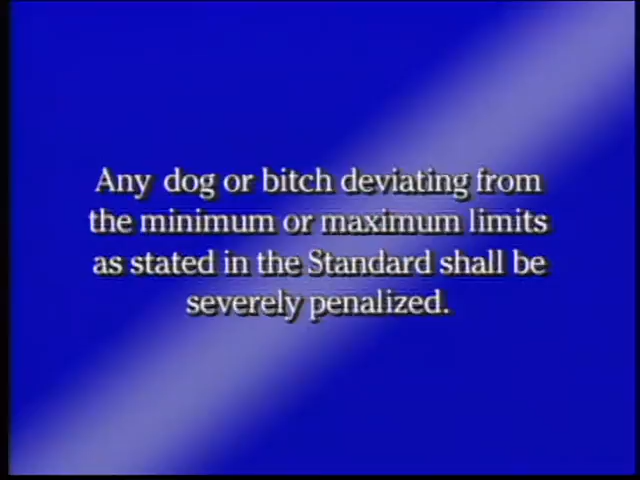 Any dog or bitch deviating from
the minimum or maximum limits
as stated in the Standard shall be
severely penalized.